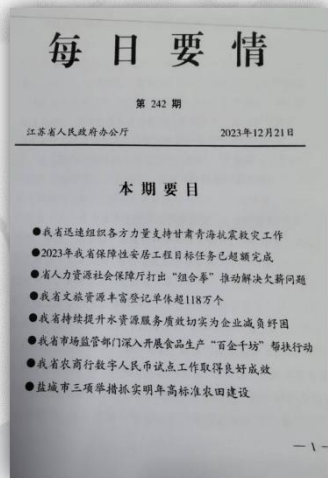 每日要情
第 242 期
江苏省人民政府办公厅 2023年12月21日
本期要目
●我省迅速组织各方力量支持甘肃青海抗震救灾工作
●2023年我省保障性安居工程目标任务已超额完成
●省人力资源社会保障厅打出“组合拳”推动解决欠薪问题
●我省文旅资源丰富登记单体超118万个
●我省持续提升水资源服务质效切实为企业减负纾困
●我省市场监管部门深入开展食品生产“百企千坊”帮扶行动
●我省农商行数字人民币试点工作取得良好成效
●盐城市三项举措抓实明年高标准农田建设
— 1 —